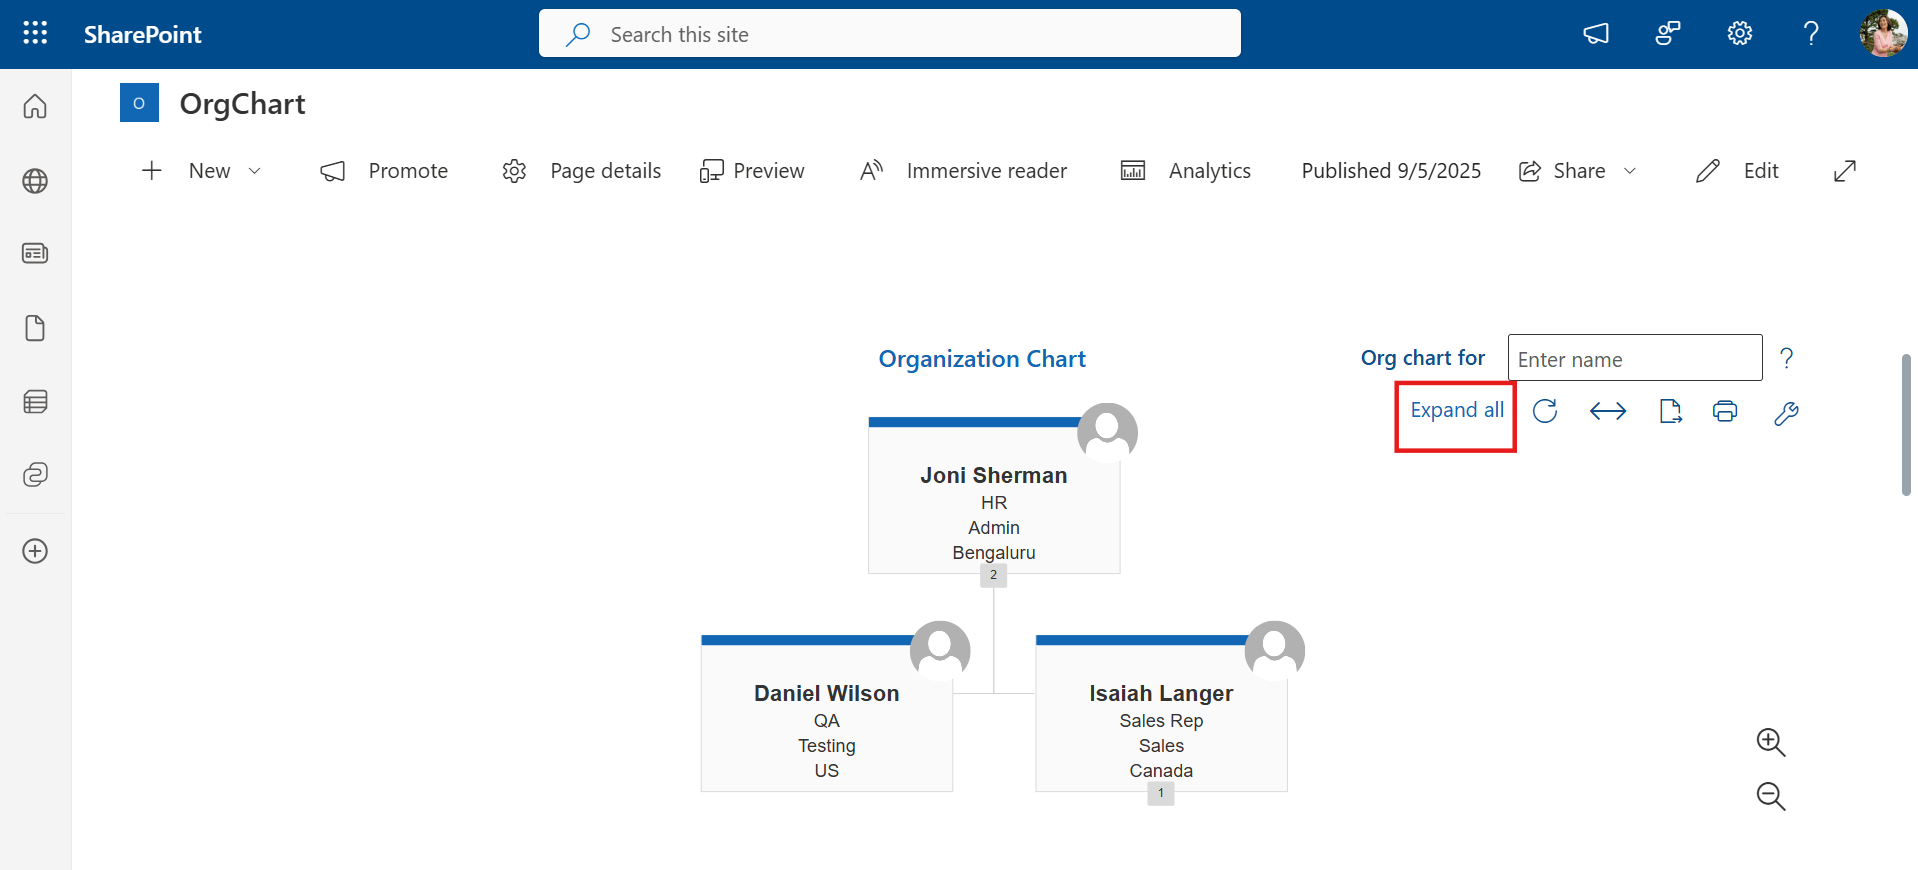 SharePoint
Search this site
O
OrgChart
New
Promote
Page details
Preview
Immersive reader
Analytics
Published 9/5/2025
Share
Edit
Organization Chart
Org chart for
Enter name
Expand all
Joni Sherman
HR
Admin
Bengaluru
2
Daniel Wilson
QA
Testing
US
Isaiah Langer
Sales Rep
Sales
Canada
1